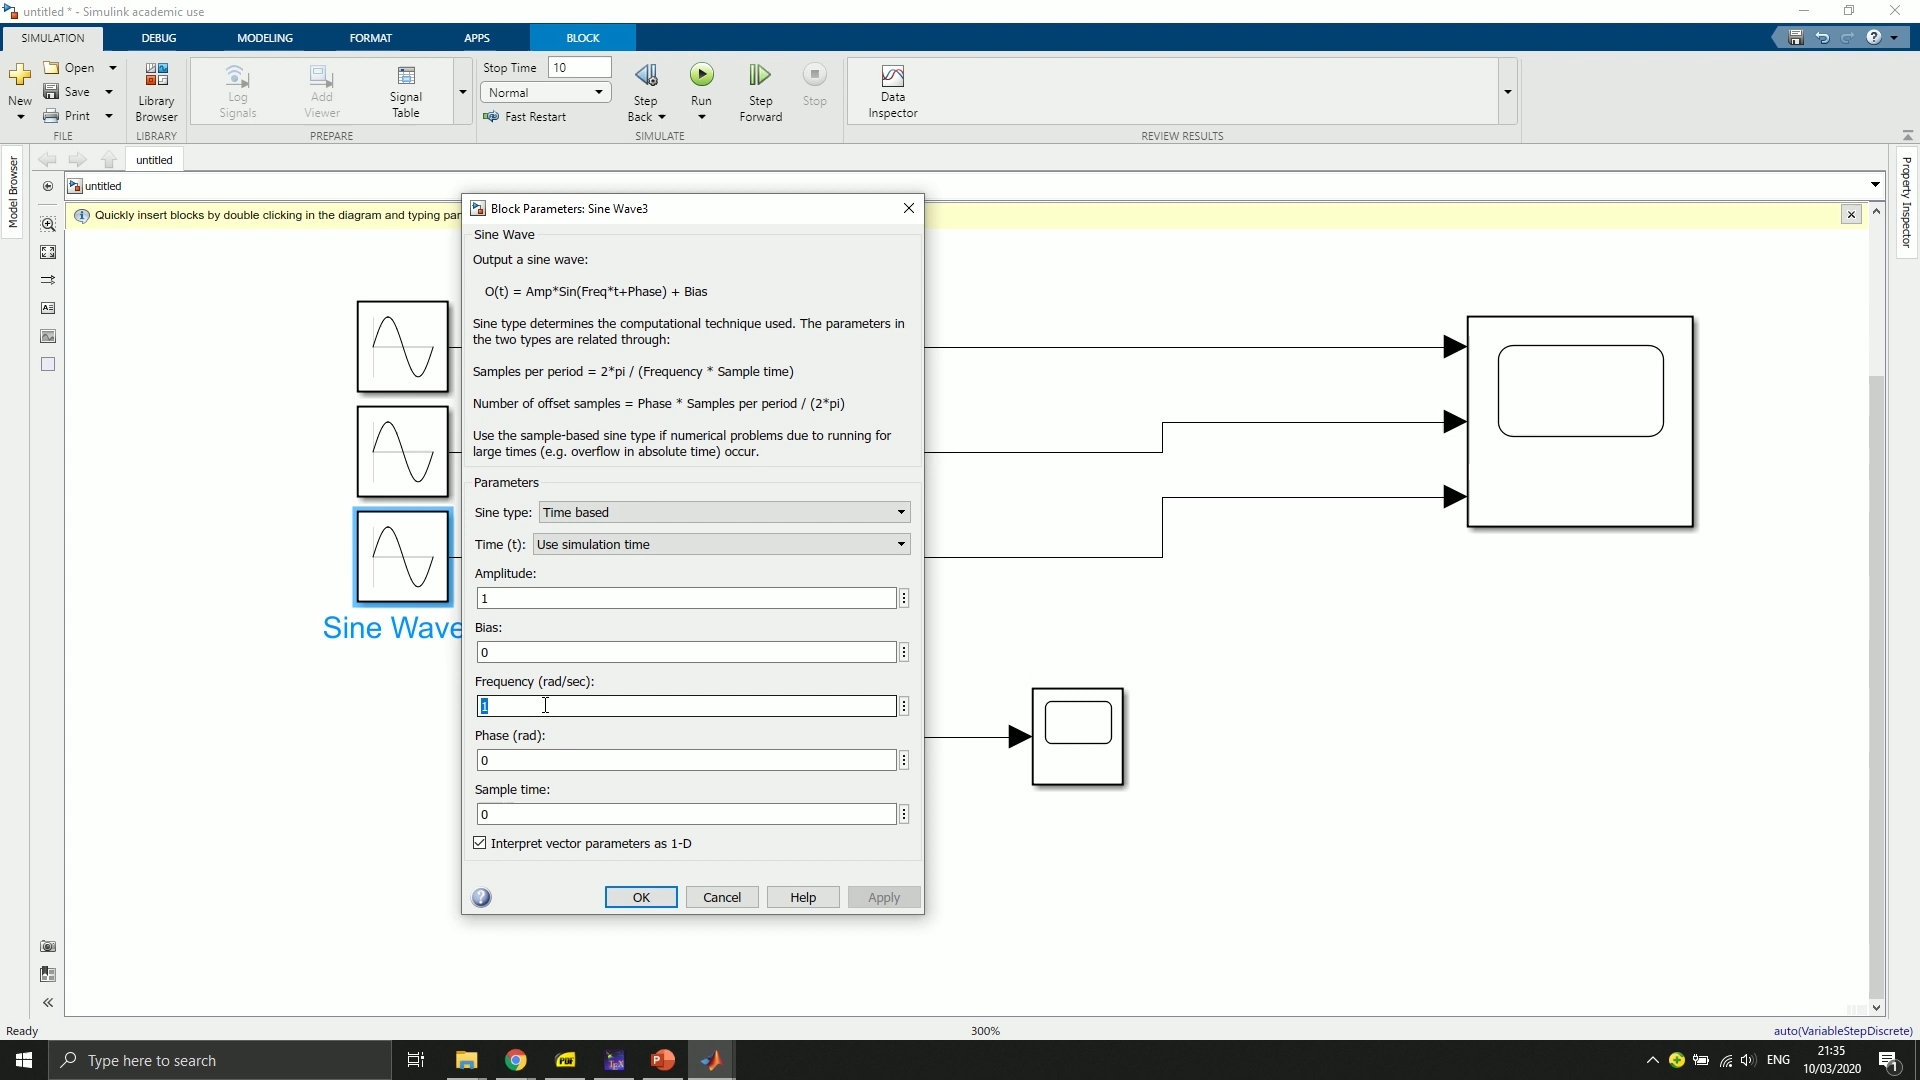 untitled * - Simulink academic use
SIMULATION
DEBUG
MODELING
FORMAT
APPS
BLOCK
New
Open
Save
Print
FILE
Library
Browser
LIBRARY
Log
Signals
Add
Viewer
Signal
Table
PREPARE
Stop Time 10
Normal
Fast Restart
Step
Back
Run
Step
Forward
Stop
SIMULATE
Data
Inspector
REVIEW RESULTS
Model Browser
Property Inspector
untitled
untitled
Quickly insert blocks by double clicking in the diagram and typing par
Sine Wave
Block Parameters: Sine Wave3
Sine Wave
Output a sine wave:
O(t) = Amp*Sin(Freq*t+Phase) + Bias
Sine type determines the computational technique used. The parameters in
the two types are related through:
Samples per period = 2*pi / (Frequency * Sample time)
Number of offset samples = Phase * Samples per period / (2*pi)
Use the sample-based sine type if numerical problems due to running for
large times (e.g. overflow in absolute time) occur.
Parameters
Sine type: Time based
Time (t): Use simulation time
Amplitude:
1
Bias:
0
Frequency (rad/sec):
1
Phase (rad):
0
Sample time:
0
Interpret vector parameters as 1-D
OK
Cancel
Help
Apply
Ready
300%
auto(VariableStepDiscrete)
Type here to search
ENG
21:35
10/03/2020